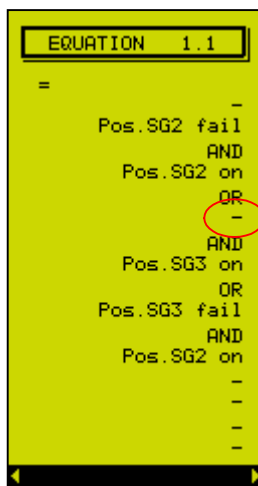 EQUATION 1.1
=
-
Pos.SG2 fail
AND
Pos.SG2 on
OR
-
AND
Pos.SG3 on
OR
Pos.SG3 fail
AND
Pos.SG2 on
-
-
-
-